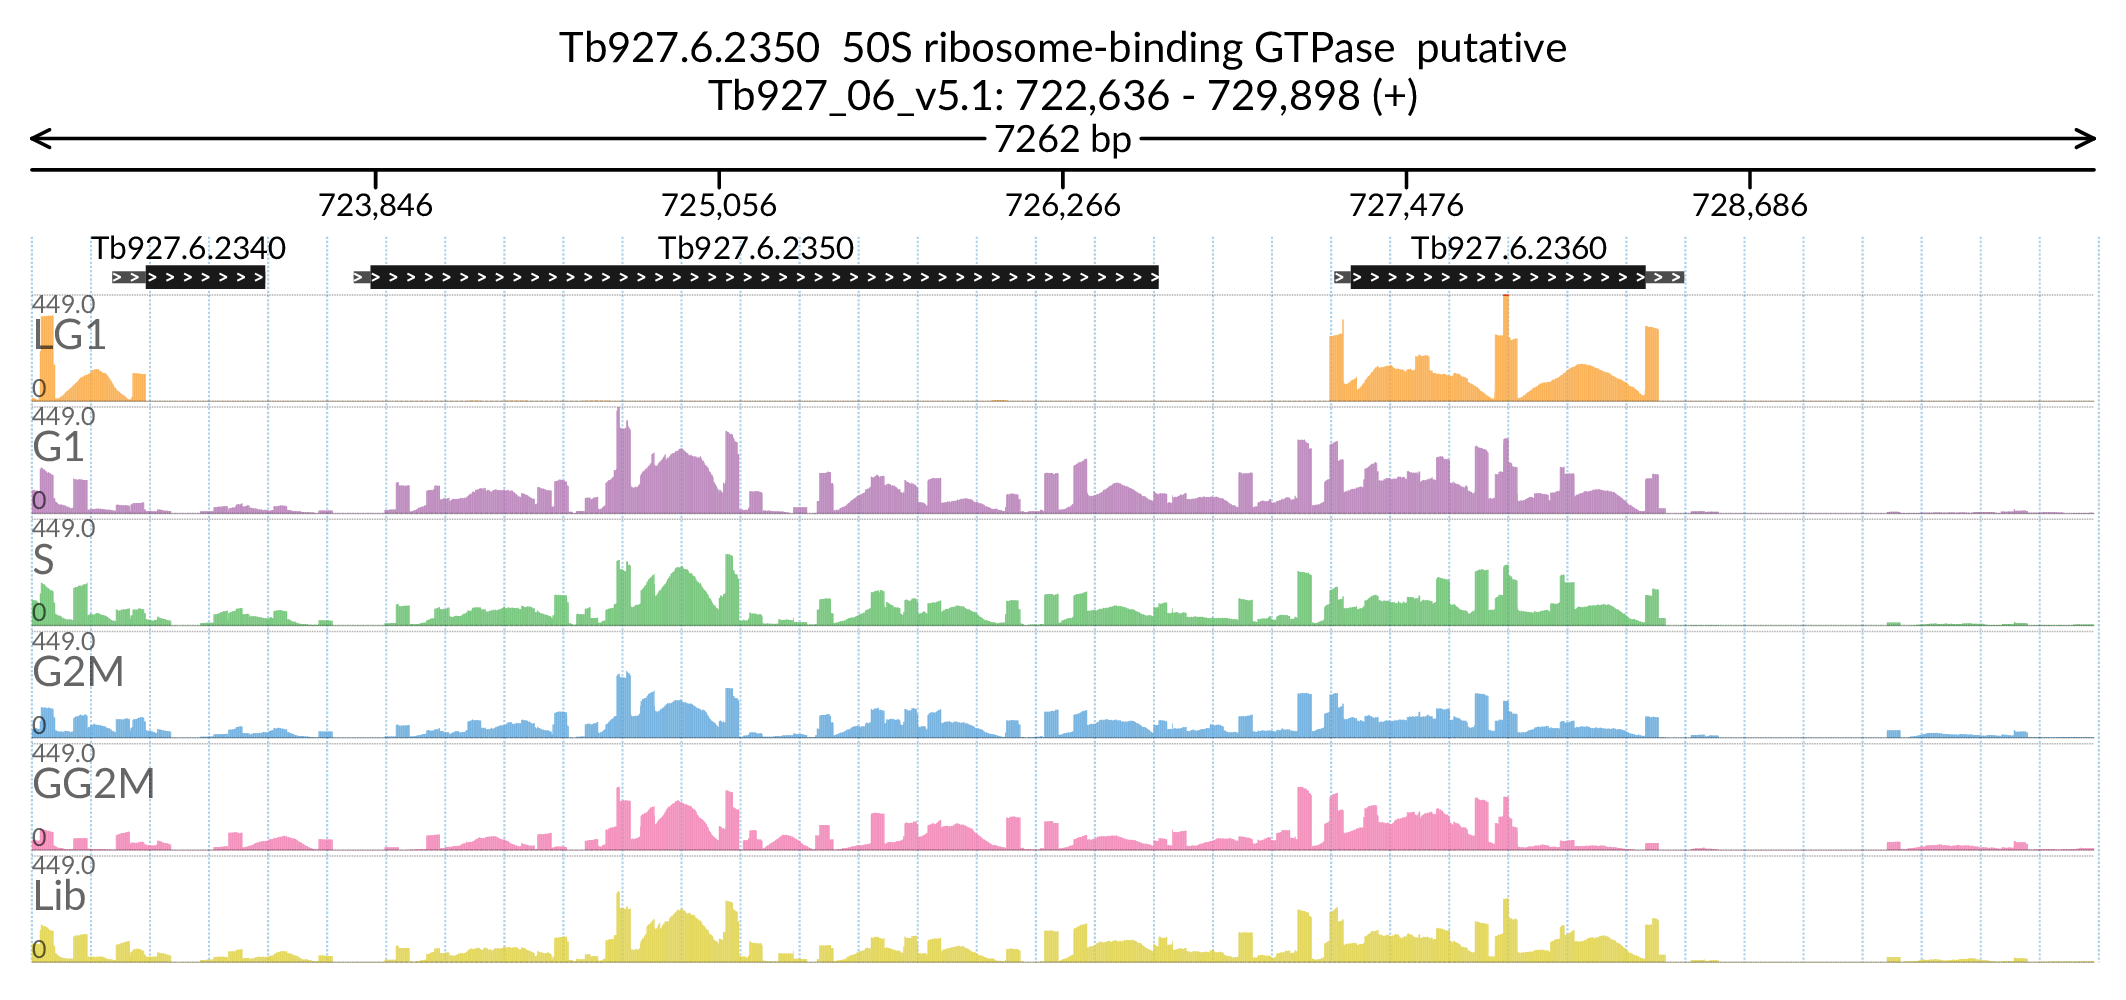 Tb927.6.2350  50S ribosome-binding GTPase  putative
Tb927_06_v5.1: 722,636 - 729,898 (+)
7262 bp
723,846 725,056 726,266 727,476 728,686
Tb927.6.2340 Tb927.6.2350 Tb927.6.2360
449.0
LG1
0
449.0
G1
0
449.0
S
0
449.0
G2M
0
449.0
GG2M
0
449.0
Lib
0